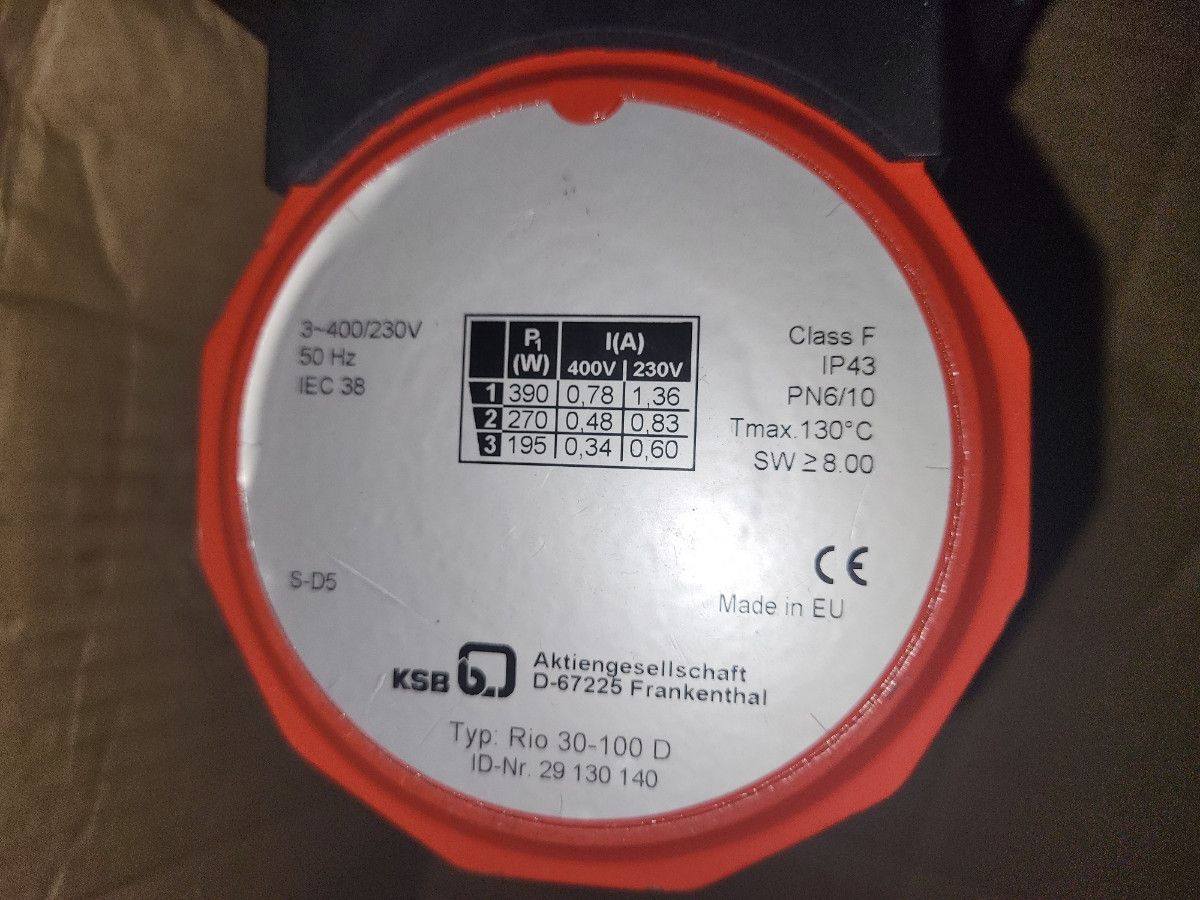 3~400/230V
50 Hz
IEC 38
P1 (W) I(A)
400V | 230V
1 390 0,78 1,36
2 270 0,48 0,83
3 195 0,34 0,60
Class F
IP43
PN6/10
Tmax.130°C
SW ≥ 8.00
S-D5
CE
Made in EU
KSB b.
Aktiengesellschaft
D-67225 Frankenthal
Typ: Rio 30-100 D
ID-Nr. 29 130 140